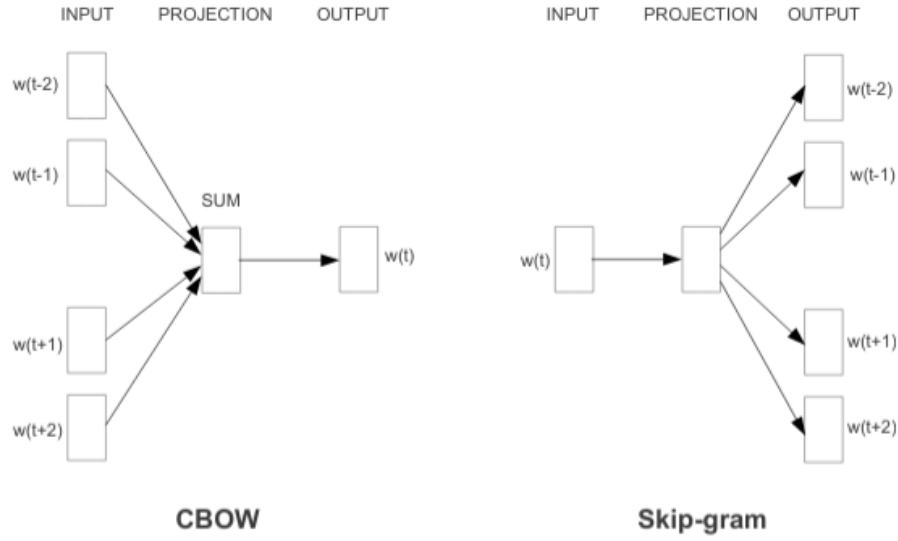 INPUT PROJECTION OUTPUT
w(t-2)
w(t-1)
SUM
w(t)
w(t+1)
w(t+2)
CBOW
INPUT PROJECTION OUTPUT
w(t-2)
w(t-1)
w(t)
w(t+1)
w(t+2)
Skip-gram